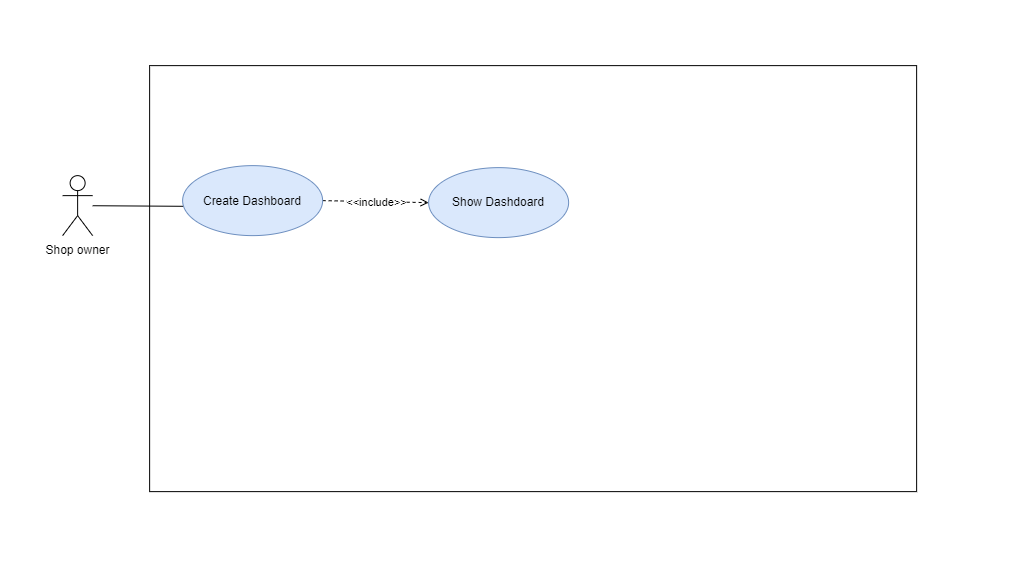 Create Dashboard
<<include>>
Show Dashdoard
Shop owner